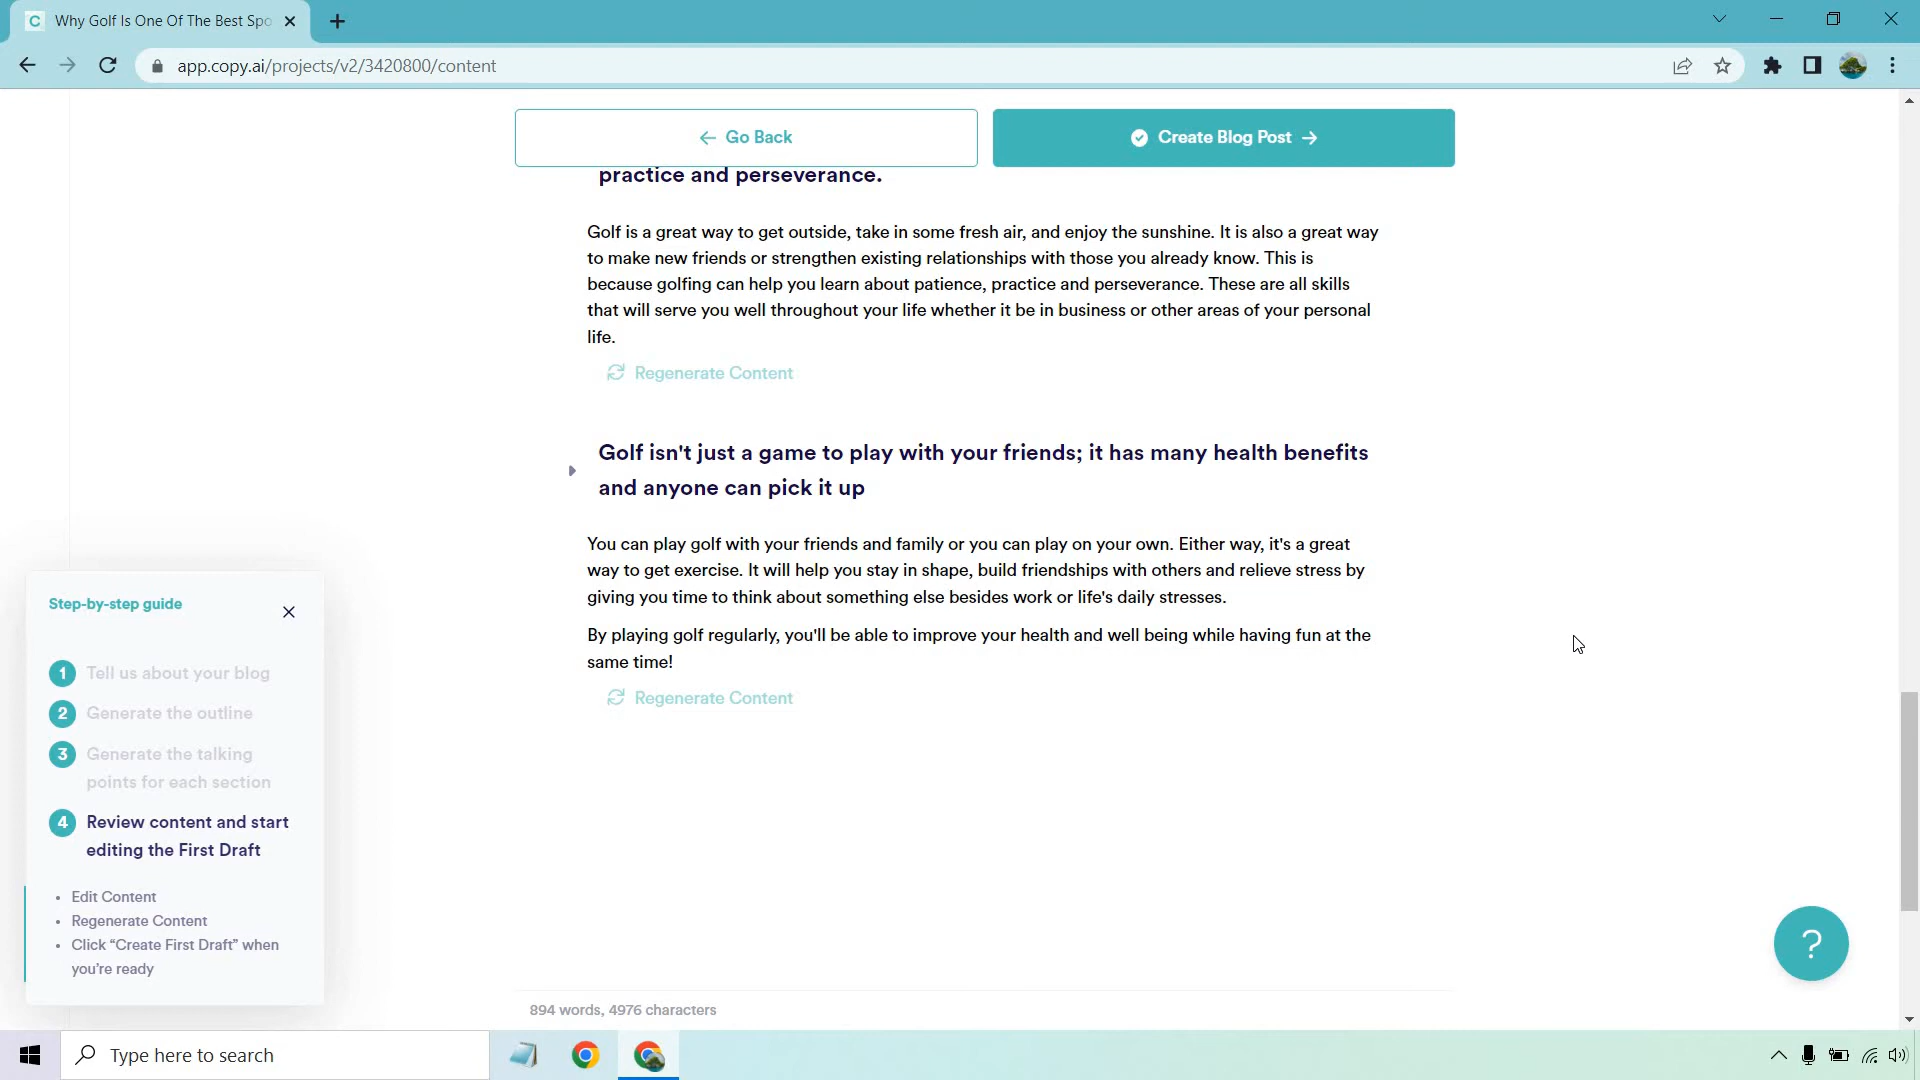 C Why Golf Is One Of The Best Spo
app.copy.ai/projects/v2/3420800/content
Go Back
Create Blog Post
practice and perseverance.
Golf is a great way to get outside, take in some fresh air, and enjoy the sunshine. It is also a great way
to make new friends or strengthen existing relationships with those you already know. This is
because golfing can help you learn about patience, practice and perseverance. These are all skills
that will serve you well throughout your life whether it be in business or other areas of your personal
life.
Regenerate Content
Golf isn't just a game to play with your friends; it has many health benefits
and anyone can pick it up
You can play golf with your friends and family or you can play on your own. Either way, it's a great
way to get exercise. It will help you stay in shape, build friendships with others and relieve stress by
giving you time to think about something else besides work or life's daily stresses.
By playing golf regularly, you'll be able to improve your health and well being while having fun at the
same time!
Regenerate Content
Step-by-step guide
1 Tell us about your blog
2 Generate the outline
3 Generate the talking
points for each section
4 Review content and start
editing the First Draft
• Edit Content
• Regenerate Content
• Click “Create First Draft” when
you’re ready
?
894 words, 4976 characters
Type here to search